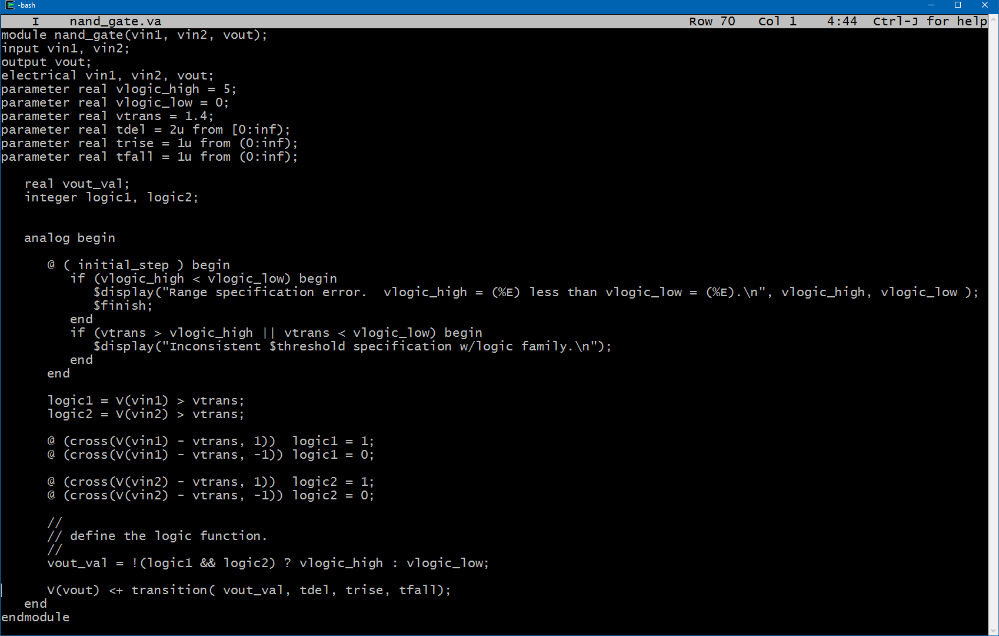 -bash
I    nand_gate.va    Row 70   Col 1    4:44  Ctrl-J for help
module nand_gate(vin1, vin2, vout);
input vin1, vin2;
output vout;
electrical vin1, vin2, vout;
parameter real vlogic_high = 5;
parameter real vlogic_low = 0;
parameter real vtrans = 1.4;
parameter real tdel = 2u from [0:inf);
parameter real trise = 1u from (0:inf);
parameter real tfall = 1u from (0:inf);
   real vout_val;
   integer logic1, logic2;
   analog begin
      @ ( initial_step ) begin
         if (vlogic_high < vlogic_low) begin
            $display("Range specification error.  vlogic_high = (%E) less than vlogic_low = (%E).\n", vlogic_high, vlogic_low );
            $finish;
         end
         if (vtrans > vlogic_high || vtrans < vlogic_low) begin
            $display("Inconsistent $threshold specification w/logic family.\n");
         end
      end
      logic1 = V(vin1) > vtrans;
      logic2 = V(vin2) > vtrans;
      @ (cross(V(vin1) - vtrans, 1))  logic1 = 1;
      @ (cross(V(vin1) - vtrans, -1)) logic1 = 0;
      @ (cross(V(vin2) - vtrans, 1))  logic2 = 1;
      @ (cross(V(vin2) - vtrans, -1)) logic2 = 0;
      //
      // define the logic function.
      //
      vout_val = !(logic1 && logic2) ? vlogic_high : vlogic_low;
      V(vout) <+ transition( vout_val, tdel, trise, tfall);
   end
endmodule